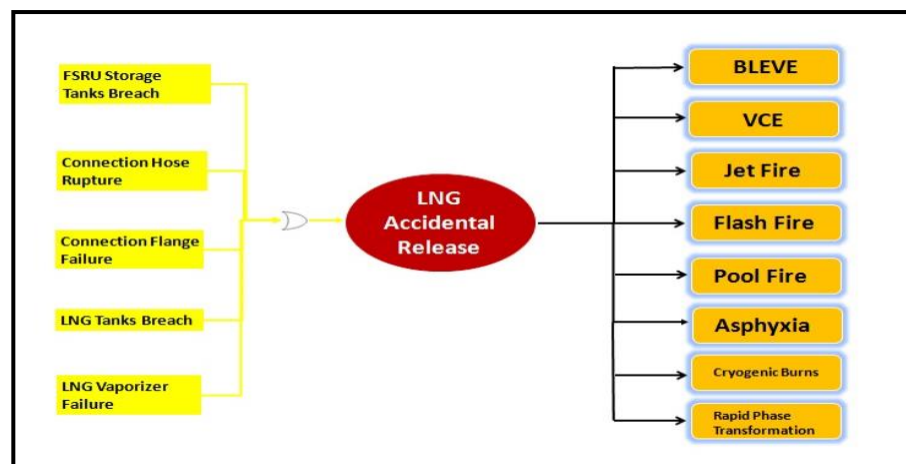 FSRU Storage
Tanks Breach
Connection Hose
Rupture
Connection Flange
Failure
LNG Tanks Breach
LNG Vaporizer
Failure
LNG
Accidental
Release
BLEVE
VCE
Jet Fire
Flash Fire
Pool Fire
Asphyxia
Cryogenic Burns
Rapid Phase
Transformation